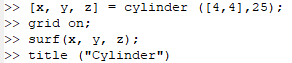 >> [x, y, z] = cylinder ([4,4],25);
>> grid on;
>> surf(x, y, z);
>> title ("Cylinder")